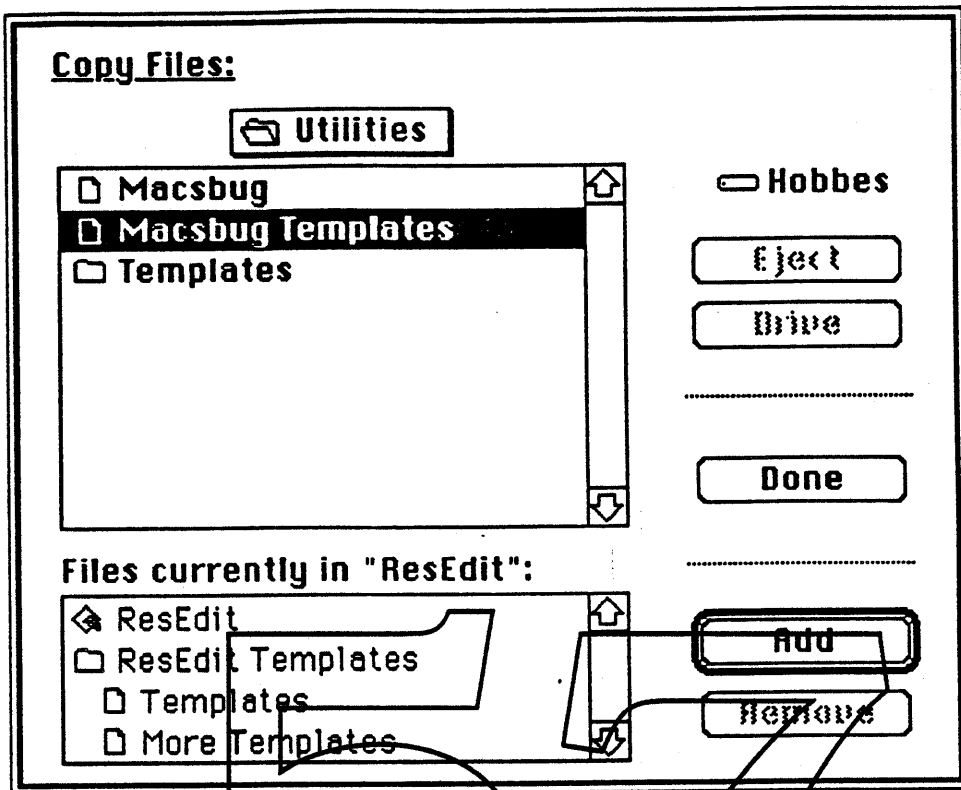 Copy Files:
Utilities
Macsbug
Macsbug Templates
Templates
Hobbes
Eject
Drive
Done
Files currently in "ResEdit":
ResEdit
ResEdit Templates
Templates
More Templates
Add
Remove